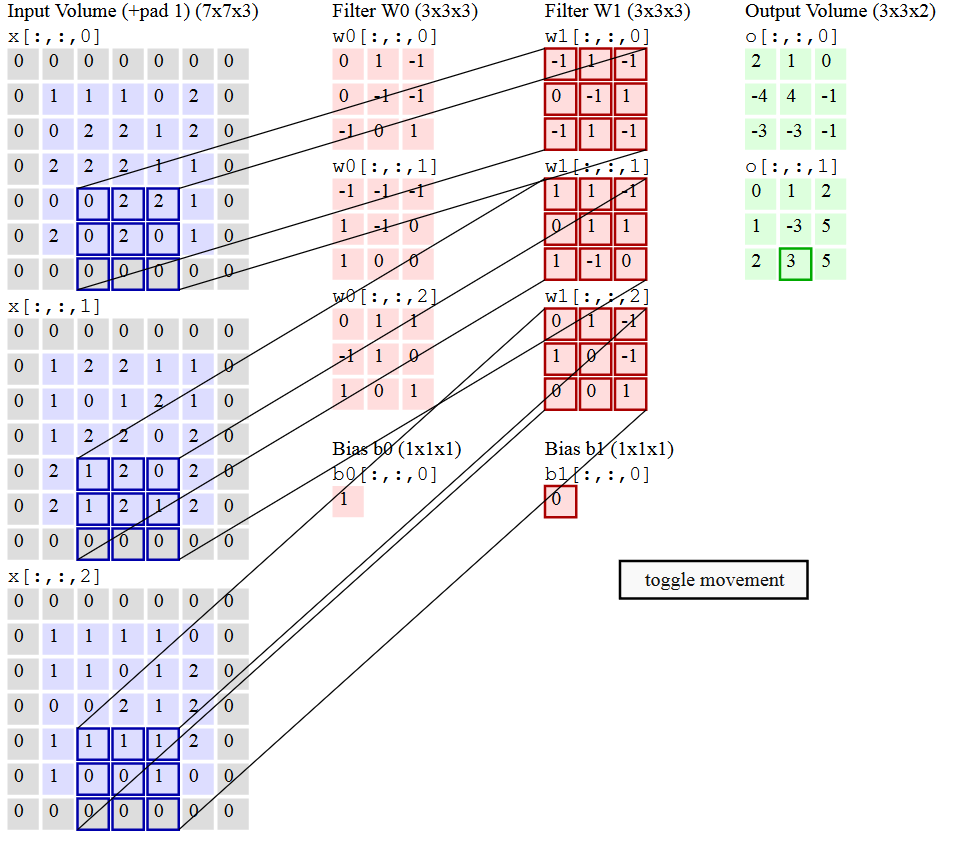 Input Volume (+pad 1) (7x7x3)
x[:,:,0]
0 0 0 0 0 0 0
0 1 1 1 0 2 0
0 0 2 2 1 2 0
0 2 2 2 1 1 0
0 0 0 2 2 1 0
0 2 0 2 0 1 0
0 0 0 0 0 0 0
x[:,:,1]
0 0 0 0 0 0 0
0 1 2 2 1 1 0
0 1 0 1 2 1 0
0 1 2 2 0 2 0
0 2 1 2 0 2 0
0 2 1 2 1 2 0
0 0 0 0 0 0 0
x[:,:,2]
0 0 0 0 0 0 0
0 1 1 1 1 0 0
0 1 1 0 1 2 0
0 0 0 2 1 2 0
0 1 1 1 1 2 0
0 1 0 0 1 0 0
0 0 0 0 0 0 0
Filter W0 (3x3x3)
w0[:,:,0]
0 1 -1
0 -1 -1
-1 0 1
w0[:,:,1]
-1 -1 -1
1 -1 0
1 0 0
w0[:,:,2]
0 1 1
-1 1 0
1 0 1
Bias b0 (1x1x1)
b0[:,:,0]
1
Filter W1 (3x3x3)
w1[:,:,0]
-1 1 -1
0 -1 1
-1 1 -1
w1[:,:,1]
1 1 -1
0 1 1
1 -1 0
w1[:,:,2]
0 1 -1
1 0 -1
0 0 1
Bias b1 (1x1x1)
b1[:,:,0]
0
Output Volume (3x3x2)
o[:,:,0]
2 1 0
-4 4 -1
-3 -3 -1
o[:,:,1]
0 1 2
1 -3 5
2 3 5
toggle movement